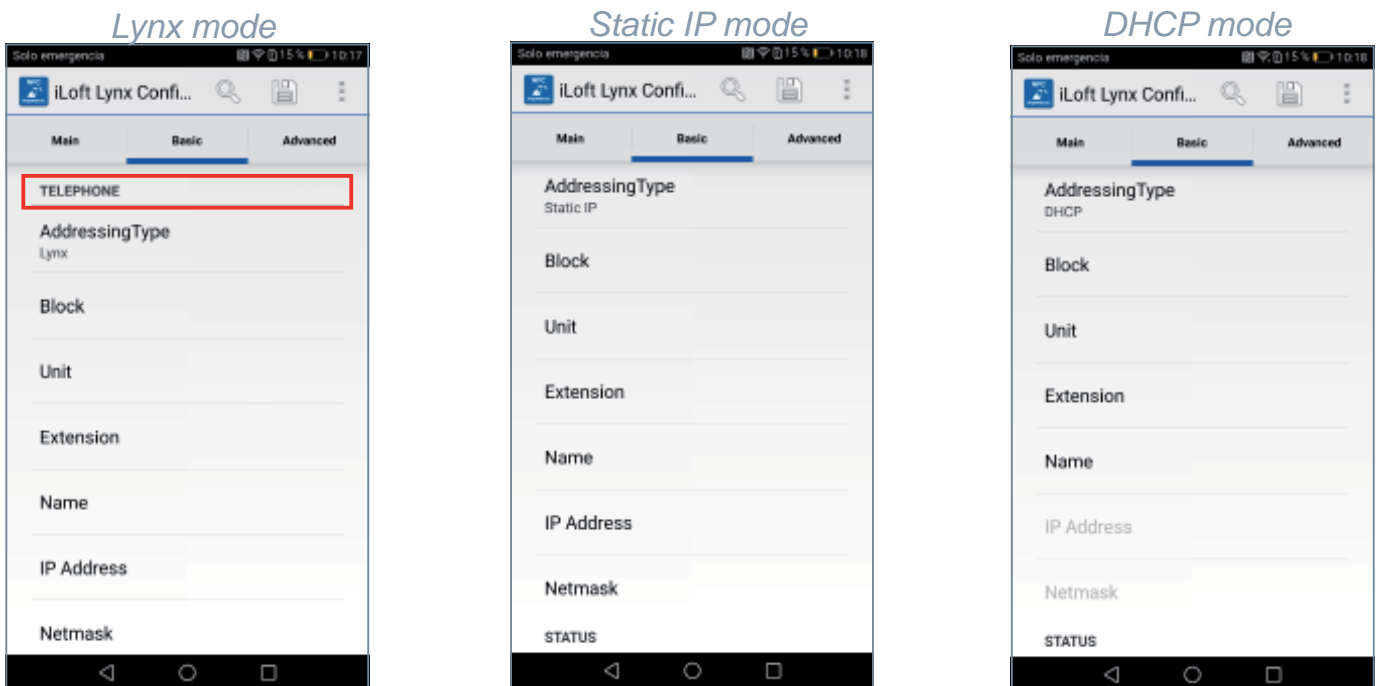 Lynx mode
Solo emergencia 15% 10:17
iLoft Lynx Confi...
Main Basic Advanced
TELEPHONE
AddressingType
Lynx
Block
Unit
Extension
Name
IP Address
Netmask
Static IP mode
Solo emergencia 15% 10:18
iLoft Lynx Confi...
Main Basic Advanced
AddressingType
Static IP
Block
Unit
Extension
Name
IP Address
Netmask
STATUS
DHCP mode
Solo emergencia 15% 10:18
iLoft Lynx Confi...
Main Basic Advanced
AddressingType
DHCP
Block
Unit
Extension
Name
IP Address
Netmask
STATUS